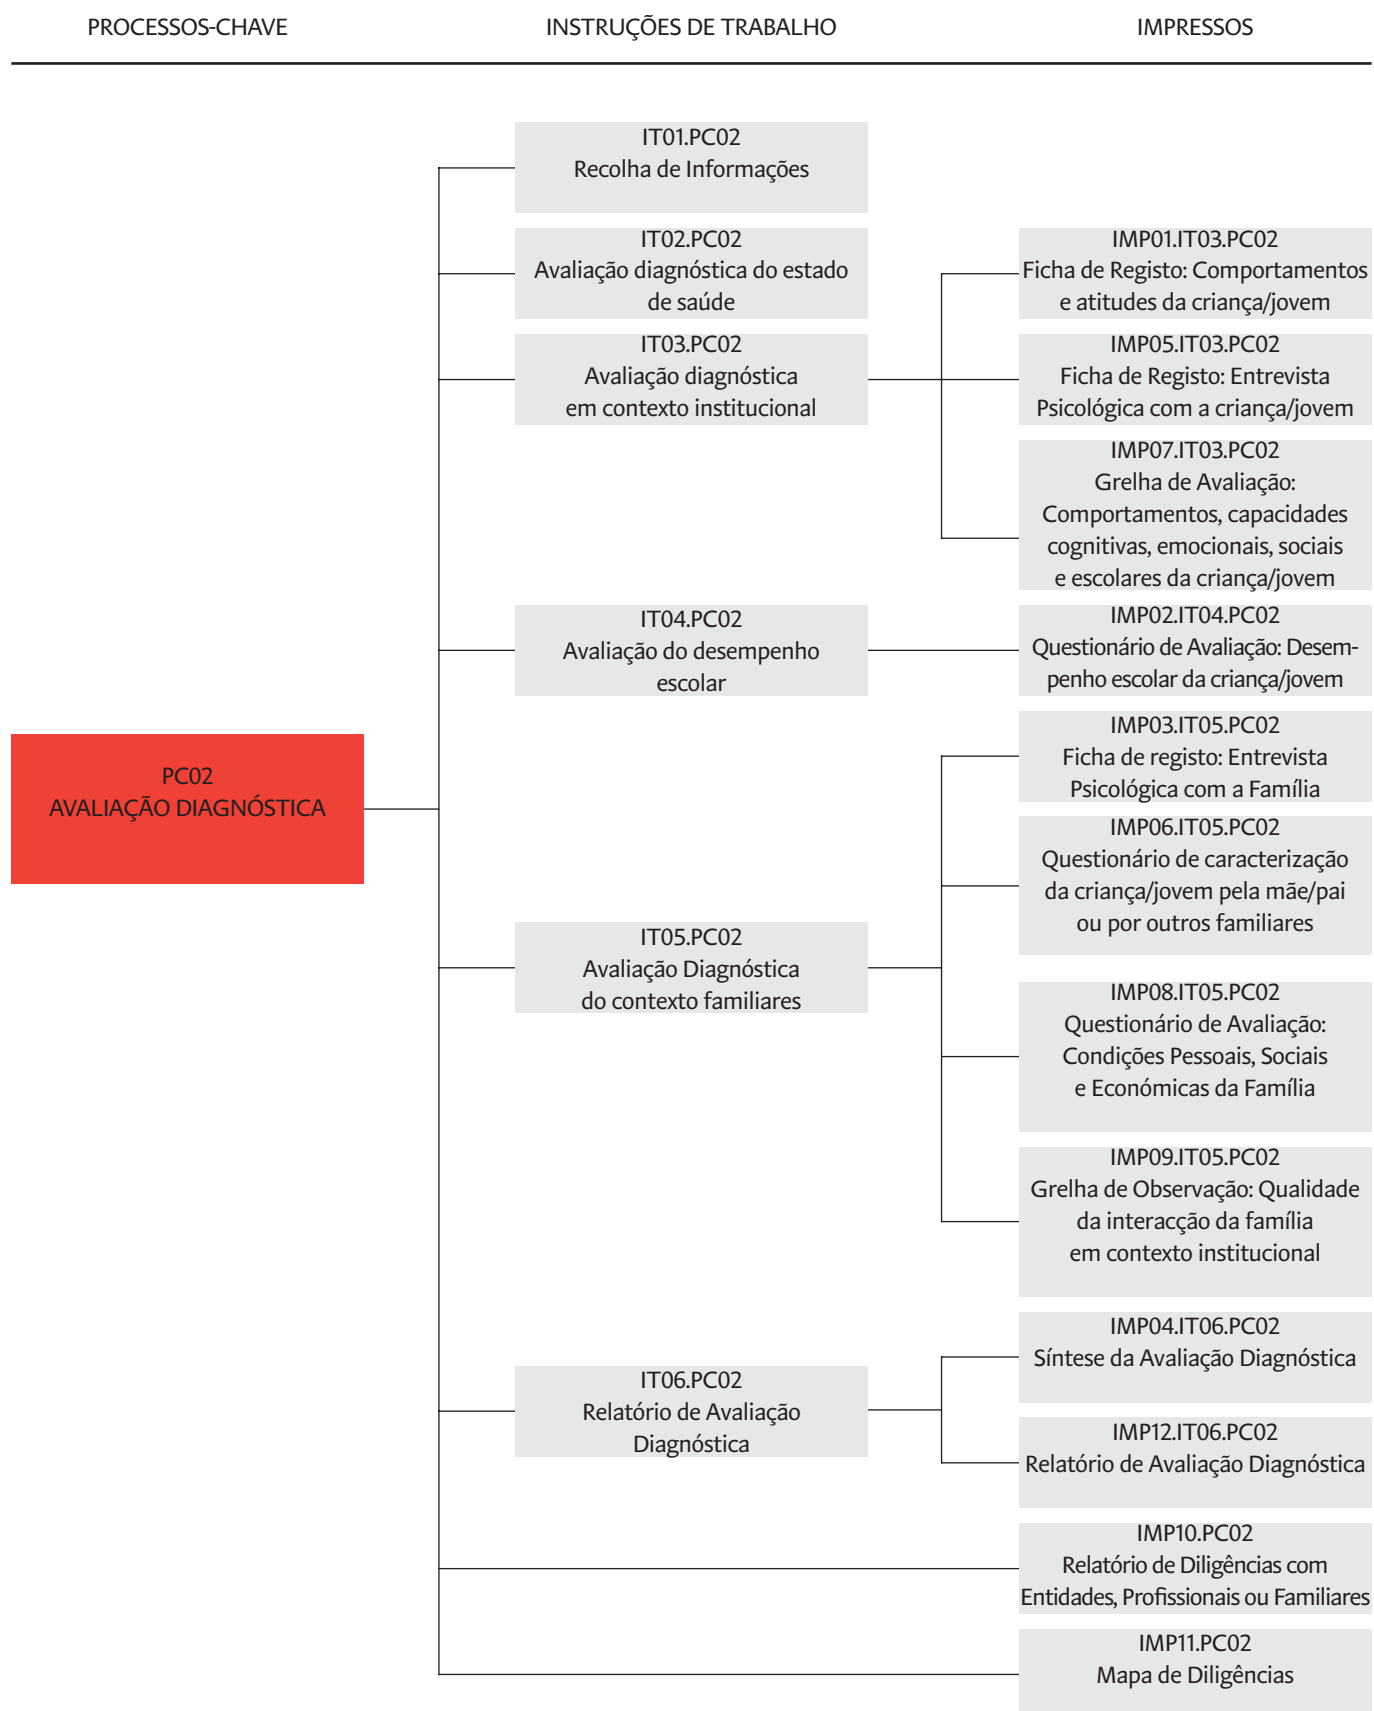 PROCESSOS-CHAVE
INSTRUÇÕES DE TRABALHO
IMPRESSOS
PC02
AVALIAÇÃO DIAGNÓSTICA
IT01.PC02
Recolha de Informações
IT02.PC02
Avaliação diagnóstica do estado
de saúde
IT03.PC02
Avaliação diagnóstica
em contexto institucional
IMP01.IT03.PC02
Ficha de Registo: Comportamentos
e atitudes da criança/jovem
IMP05.IT03.PC02
Ficha de Registo: Entrevista
Psicológica com a criança/jovem
IMP07.IT03.PC02
Grelha de Avaliação:
Comportamentos, capacidades
cognitivas, emocionais, sociais
e escolares da criança/jovem
IT04.PC02
Avaliação do desempenho
escolar
IMP02.IT04.PC02
Questionário de Avaliação: Desem-
penho escolar da criança/jovem
IT05.PC02
Avaliação Diagnóstica
do contexto familiares
IMP03.IT05.PC02
Ficha de registo: Entrevista
Psicológica com a Família
IMP06.IT05.PC02
Questionário de caracterização
da criança/jovem pela mãe/pai
ou por outros familiares
IMP08.IT05.PC02
Questionário de Avaliação:
Condições Pessoais, Sociais
e Económicas da Família
IMP09.IT05.PC02
Grelha de Observação: Qualidade
da interacção da família
em contexto institucional
IT06.PC02
Relatório de Avaliação
Diagnóstica
IMP04.IT06.PC02
Síntese da Avaliação Diagnóstica
IMP12.IT06.PC02
Relatório de Avaliação Diagnóstica
IMP10.PC02
Relatório de Diligências com
Entidades, Profissionais ou Familiares
IMP11.PC02
Mapa de Diligências